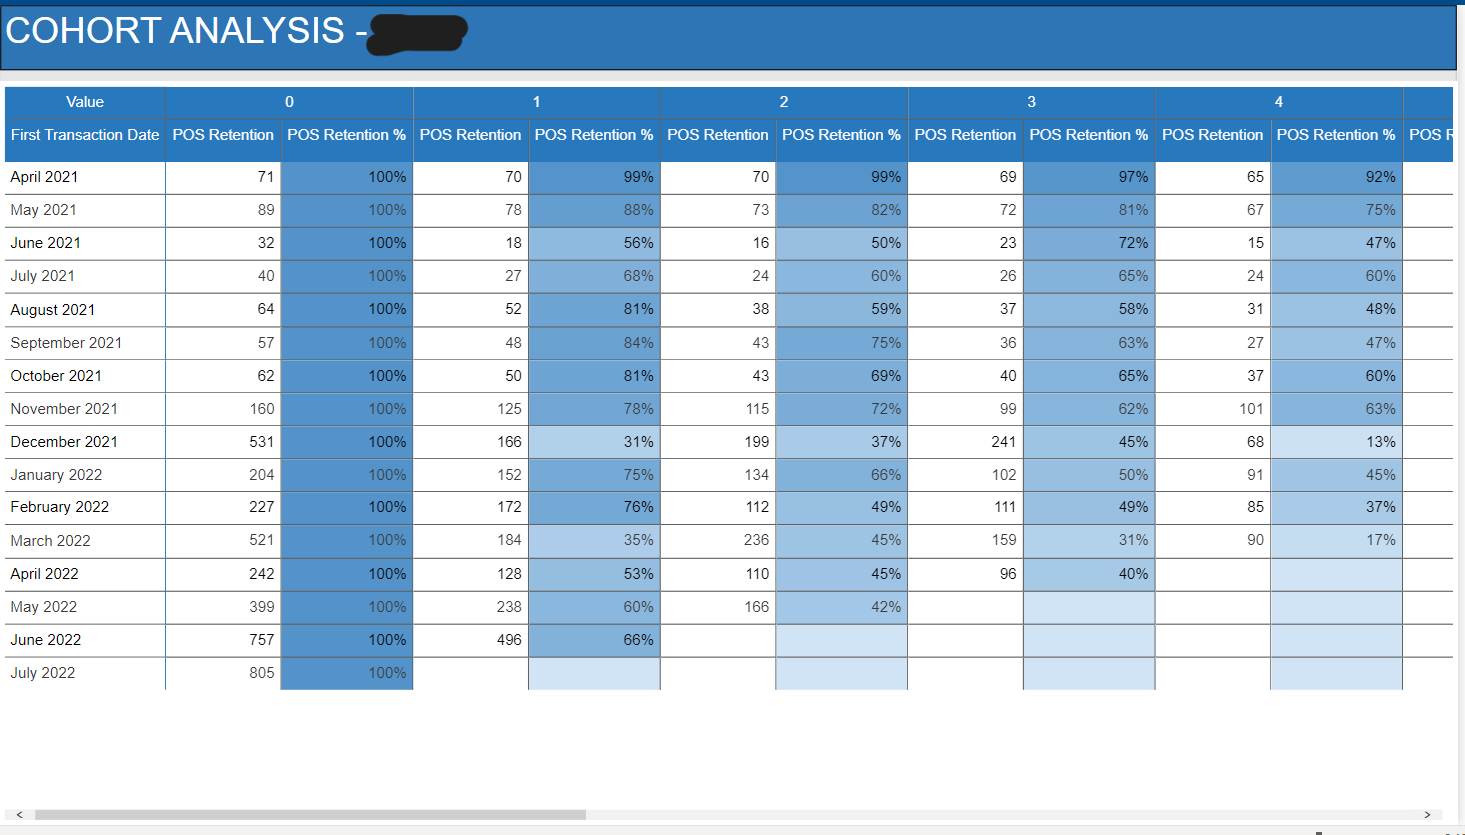 COHORT ANALYSIS -
Value 0 1 2 3 4
First Transaction Date POS Retention POS Retention % POS Retention POS Retention % POS Retention POS Retention % POS Retention POS Retention % POS Retention POS Retention % POS
April 2021 71 100% 70 99% 70 99% 69 97% 65 92%
May 2021 89 100% 78 88% 73 82% 72 81% 67 75%
June 2021 32 100% 18 56% 16 50% 23 72% 15 47%
July 2021 40 100% 27 68% 24 60% 26 65% 24 60%
August 2021 64 100% 52 81% 38 59% 37 58% 31 48%
September 2021 57 100% 48 84% 43 75% 36 63% 27 47%
October 2021 62 100% 50 81% 43 69% 40 65% 37 60%
November 2021 160 100% 125 78% 115 72% 99 62% 101 63%
December 2021 531 100% 166 31% 199 37% 241 45% 68 13%
January 2022 204 100% 152 75% 134 66% 102 50% 91 45%
February 2022 227 100% 172 76% 112 49% 111 49% 85 37%
March 2022 521 100% 184 35% 236 45% 159 31% 90 17%
April 2022 242 100% 128 53% 110 45% 96 40%
May 2022 399 100% 238 60% 166 42%
June 2022 757 100% 496 66%
July 2022 805 100%